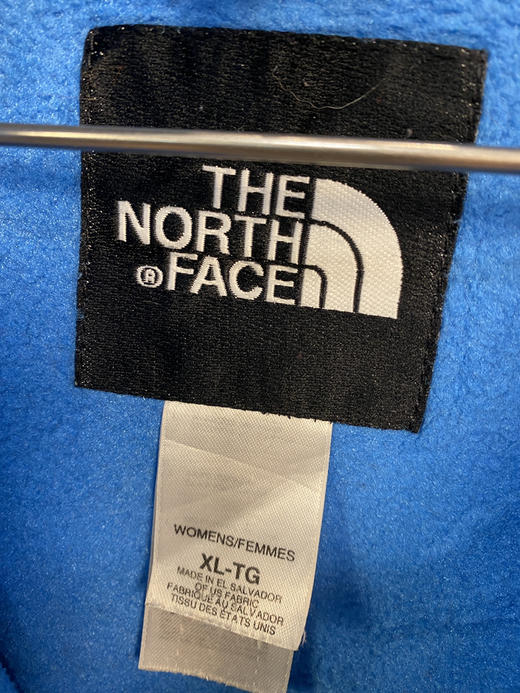 THE
NORTH
® FACE
WOMENS/FEMMES
XL-TG
MADE IN EL SALVADOR
OF US FABRIC
FABRIQUÉ AU SALVADOR
TISSU DES ÉTATS UNIS